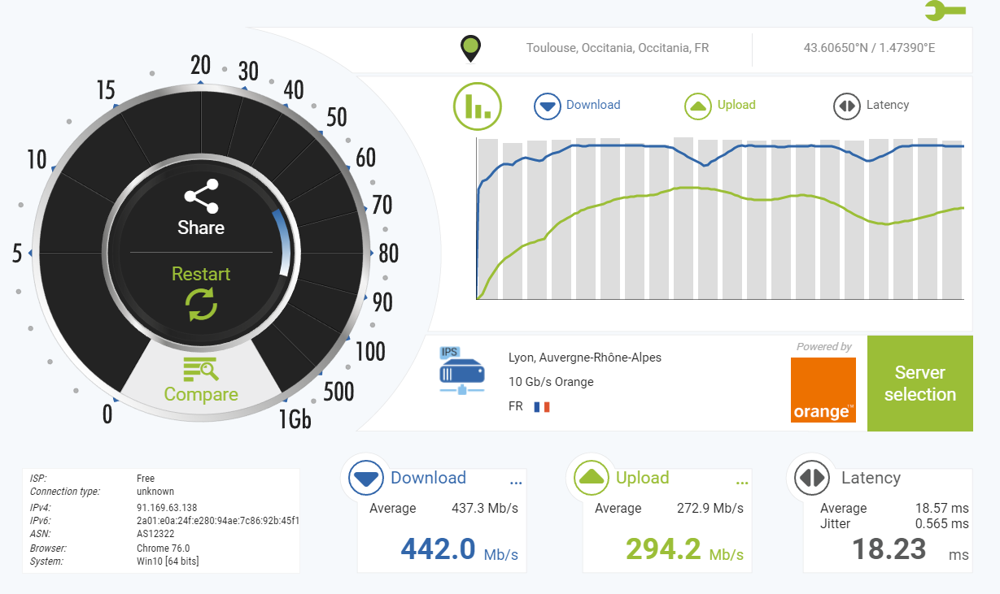 Toulouse, Occitania, Occitania, FR
43.60650°N / 1.47390°E
Download
Upload
Latency
0
5
10
15
20
30
40
50
60
70
80
90
100
500
1Gb
Share
Restart
Compare
IPS
Lyon, Auvergne-Rhône-Alpes
10 Gb/s Orange
FR
Powered by
orange™
Server
selection
ISP: Free
Connection type: unknown
IPv4: 91.169.63.138
IPv6: 2a01:e0a:24f:e280:94ae:7c86:92b:45f1
ASN: AS12322
Browser: Chrome 76.0
System: Win10 [64 bits]
Download ...
Average 437.3 Mb/s
442.0 Mb/s
Upload ...
Average 272.9 Mb/s
294.2 Mb/s
Latency
Average 18.57 ms
Jitter 0.565 ms
18.23 ms